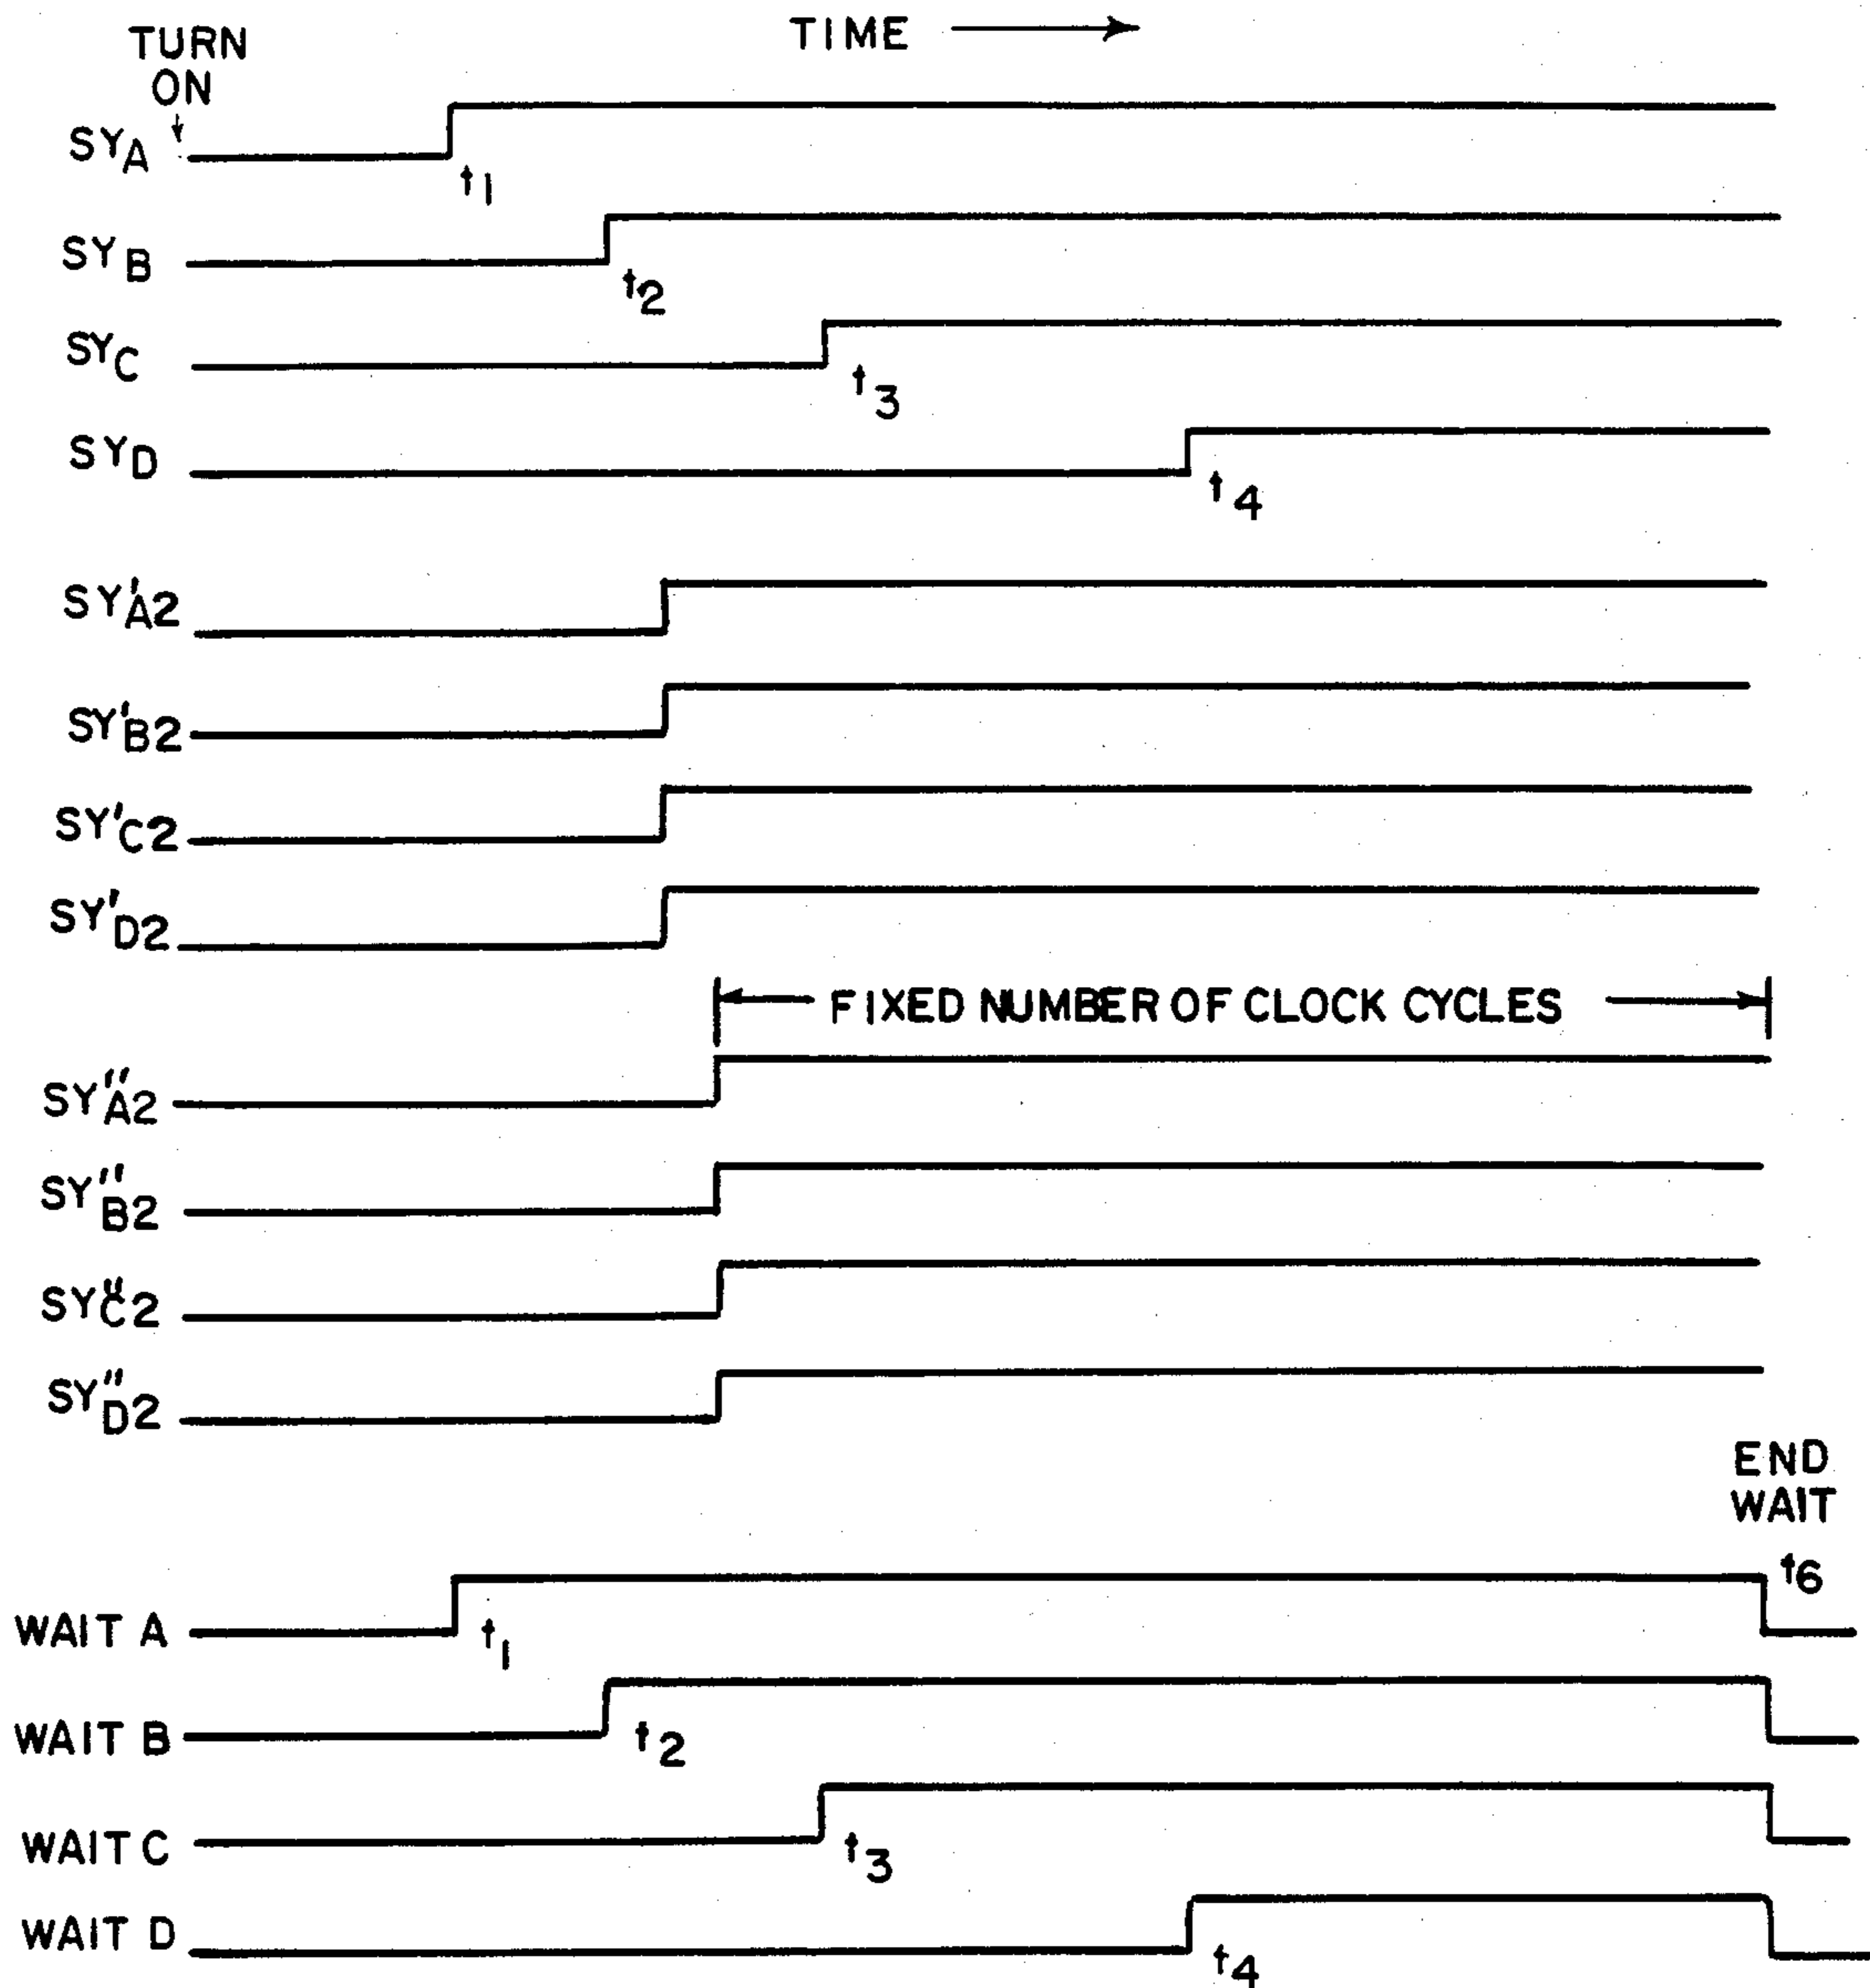 TIME
TURN
ON
SYA
t1
SYB
t2
SYC
t3
SYD
t4
SY'A2
SY'B2
SY'C2
SY'D2
FIXED NUMBER OF CLOCK CYCLES
SY"A2
SY"B2
SY"C2
SY"D2
END
WAIT
t6
WAIT A
t1
WAIT B
t2
WAIT C
t3
WAIT D
t4